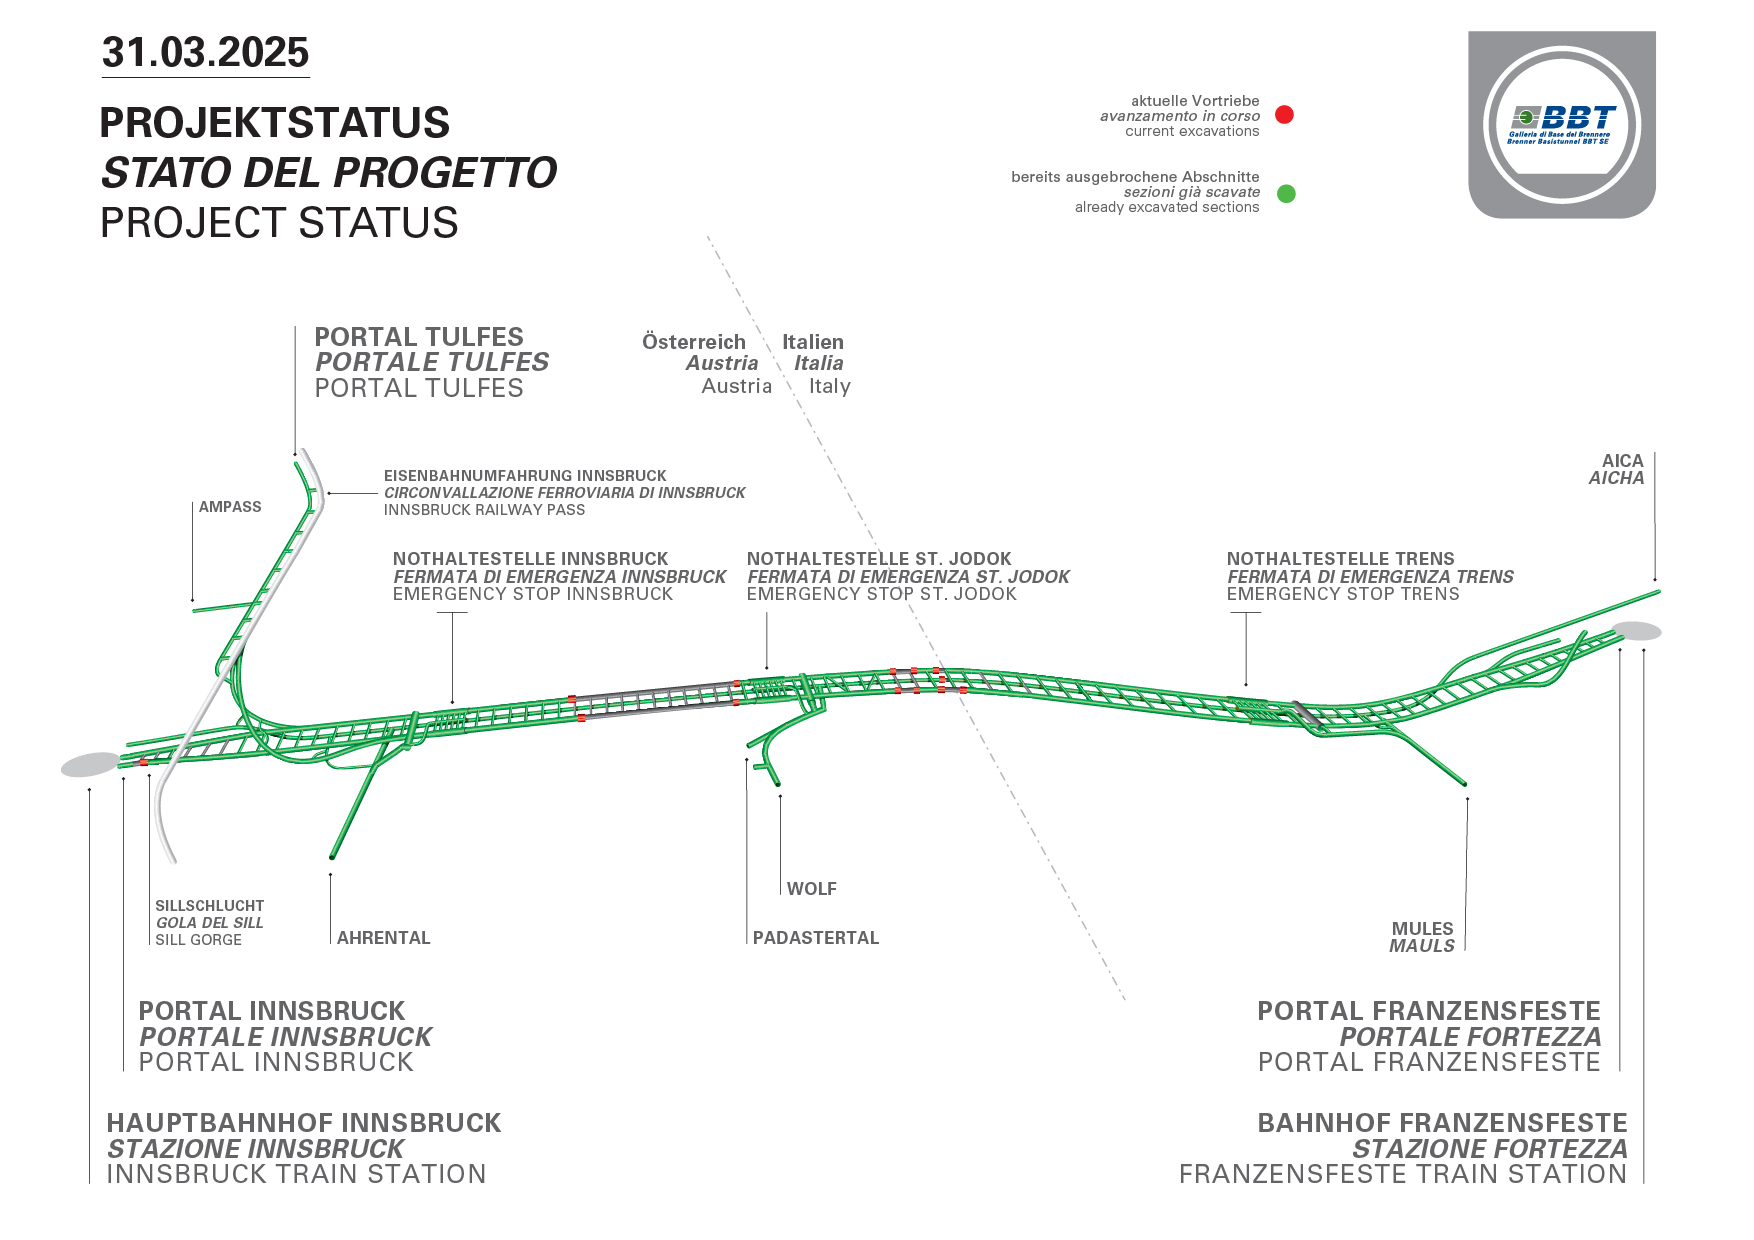 31.03.2025
PROJEKTSTATUS
STATO DEL PROGETTO
PROJECT STATUS
aktuelle Vortriebe
avanzamento in corso
current excavations
bereits ausgebrochene Abschnitte
sezioni già scavate
already excavated sections
BBT
Galleria di Base del Brennero
Brenner Basistunnel BBT SE
PORTAL TULFES
PORTALE TULFES
PORTAL TULFES
Österreich Italien
Austria Italia
Austria Italy
AICA
AICHA
EISENBAHNUMFAHRUNG INNSBRUCK
CIRCONVALLAZIONE FERROVIARIA DI INNSBRUCK
INNSBRUCK RAILWAY PASS
AMPASS
NOTHALTESTELLE INNSBRUCK
FERMATA DI EMERGENZA INNSBRUCK
EMERGENCY STOP INNSBRUCK
NOTHALTESTELLE ST. JODOK
FERMATA DI EMERGENZA ST. JODOK
EMERGENCY STOP ST. JODOK
NOTHALTESTELLE TRENS
FERMATA DI EMERGENZA TRENS
EMERGENCY STOP TRENS
SILLSCHLUCHT
GOLA DEL SILL
SILL GORGE
AHRENTAL
WOLF
PADASTERTAL
MULES
MAULS
PORTAL INNSBRUCK
PORTALE INNSBRUCK
PORTAL INNSBRUCK
PORTAL FRANZENSFESTE
PORTALE FORTEZZA
PORTAL FRANZENSFESTE
HAUPTBAHNHOF INNSBRUCK
STAZIONE INNSBRUCK
INNSBRUCK TRAIN STATION
BAHNHOF FRANZENSFESTE
STAZIONE FORTEZZA
FRANZENSFESTE TRAIN STATION